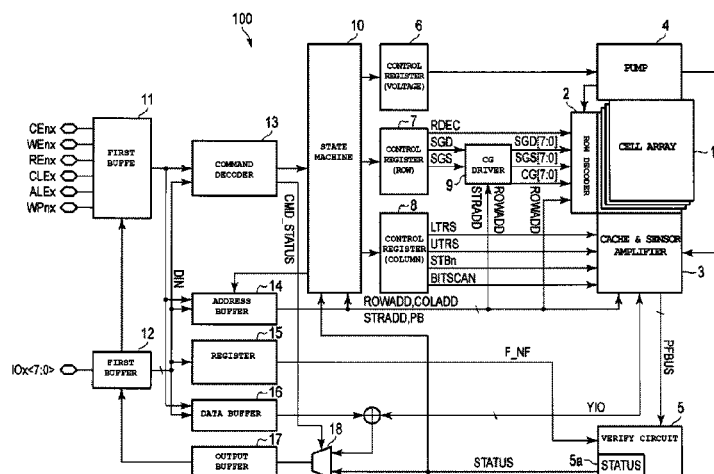 100
10
6
4
11
CONTROL
REGISTER
(VOLTAGE)
PUMP
CEnx
WEnx
REnx
CLEx
ALEx
WPnx
FIRST
BUFFE
13
COMMAND
DECODER
STATE
MACHINE
7
RDEC
SGD
SGS
CONTROL
REGISTER
(ROW)
CG
DRIVER
9
SGD[7:0]
SGS[7:0]
CG[7:0]
2
ROW DECODER
CELL ARRAY
1
CMD_STATUS
STRADD
ROWADD
ROWADD
8
CONTROL
REGISTER
(COLUMN)
LTRS
UTRS
STBn
BITSCAN
CACHE & SENSOR
AMPLIFIER
3
DIN
14
ADDRESS
BUFFER
ROWADD,COLADD
STRADD,PB
12
IOx<7:0>
FIRST
BUFFER
15
REGISTER
F_NF
PFBUS
16
DATA BUFFER
YIO
5
17
OUTPUT
BUFFER
18
VERIFY CIRCUIT
5a
STATUS
STATUS